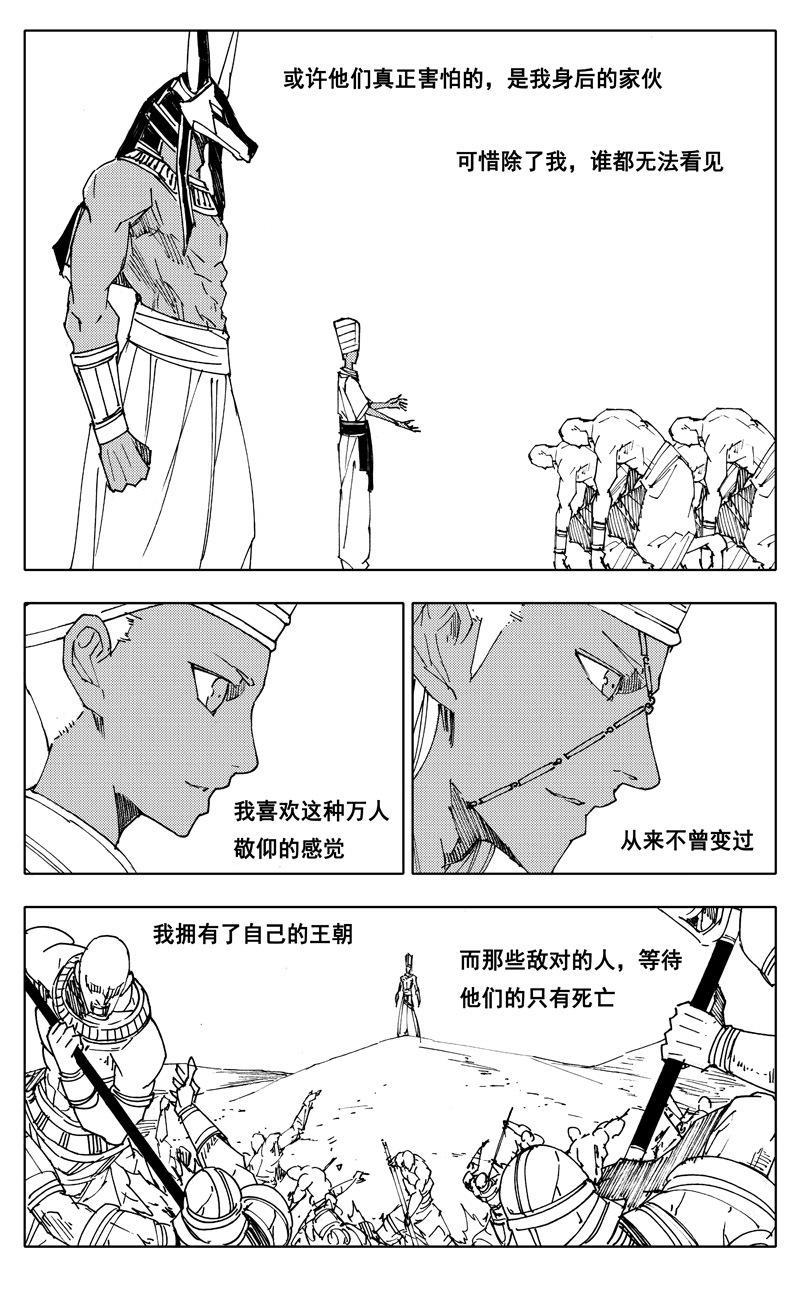 或许他们真正害怕的，是我身后的家伙
可惜除了我，谁都无法看见
我喜欢这种万人
敬仰的感觉
从来不曾变过
我拥有了自己的王朝
而那些敌对的人，等待
他们的只有死亡